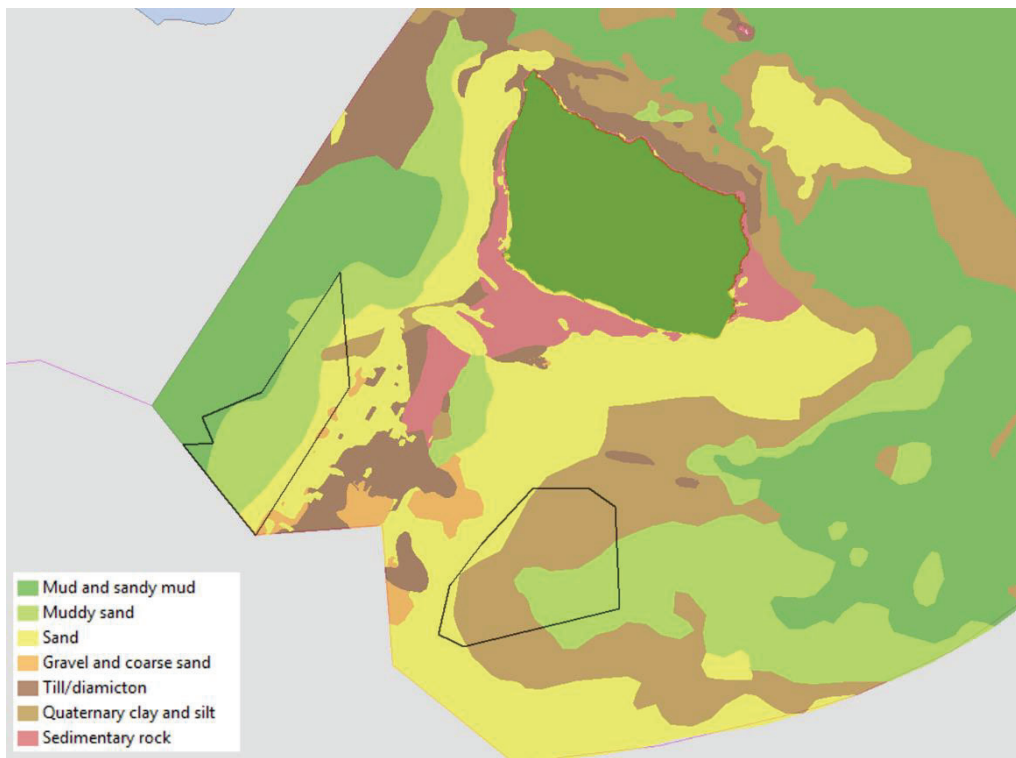 Mud and sandy mud
Muddy sand
Sand
Gravel and coarse sand
Till/diamicton
Quaternary clay and silt
Sedimentary rock